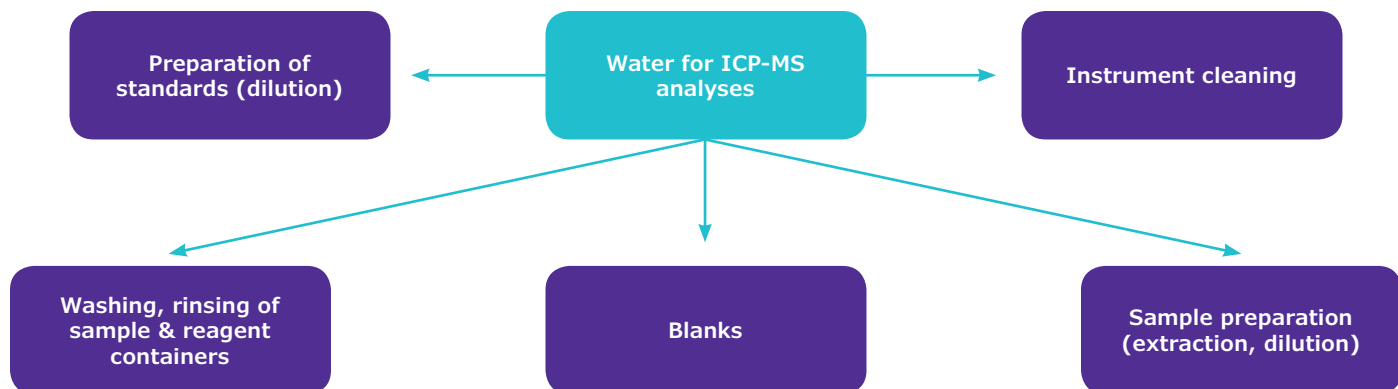 Preparation of
standards (dilution)
Water for ICP-MS
analyses
Instrument cleaning
Washing, rinsing of
sample & reagent
containers
Blanks
Sample preparation
(extraction, dilution)